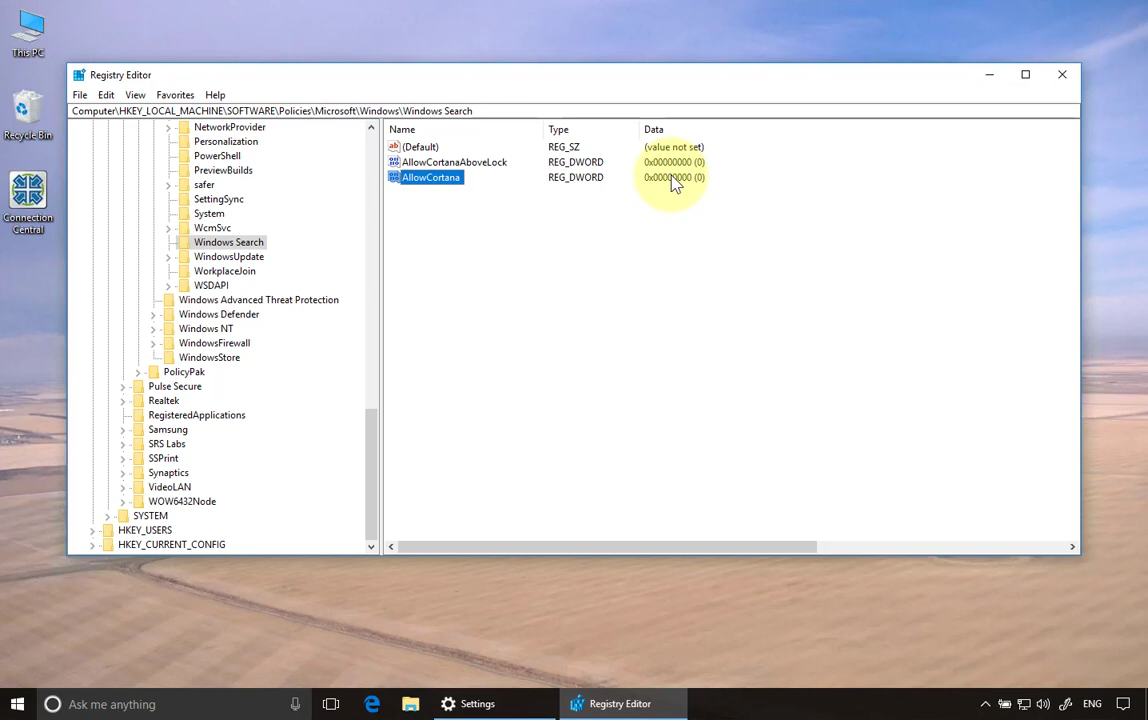 This PC
Recycle Bin
Connection
Central
Registry Editor
File Edit View Favorites Help
Computer\HKEY_LOCAL_MACHINE\SOFTWARE\Policies\Microsoft\Windows\Windows Search
NetworkProvider
Personalization
PowerShell
PreviewBuilds
safer
SettingSync
System
WcmSvc
Windows Search
WindowsUpdate
WorkplaceJoin
WSDAPI
Windows Advanced Threat Protection
Windows Defender
Windows NT
WindowsFirewall
WindowsStore
PolicyPak
Pulse Secure
Realtek
RegisteredApplications
Samsung
SRS Labs
SSPrint
Synaptics
VideoLAN
WOW6432Node
SYSTEM
HKEY_USERS
HKEY_CURRENT_CONFIG
Name Type Data
ab (Default) REG_SZ (value not set)
AllowCortanaAboveLock REG_DWORD 0x00000000 (0)
AllowCortana REG_DWORD 0x00000000 (0)
Ask me anything
Settings
Registry Editor
ENG